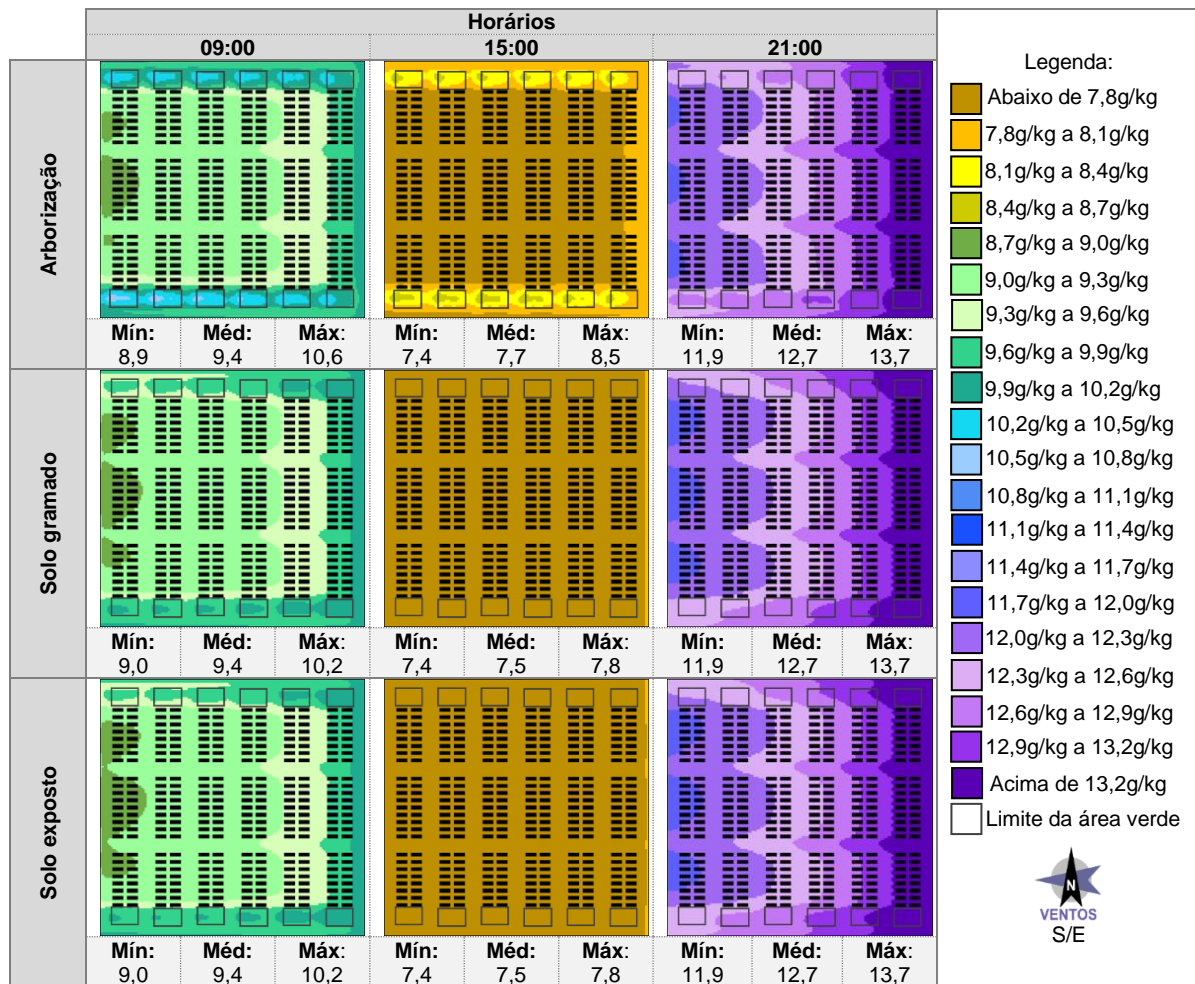 Horários
09:00 15:00 21:00
Arborização
Mín: Méd: Máx: Mín: Méd: Máx: Mín: Méd: Máx:
8,9 9,4 10,6 7,4 7,7 8,5 11,9 12,7 13,7
Solo gramado
Mín: Méd: Máx: Mín: Méd: Máx: Mín: Méd: Máx:
9,0 9,4 10,2 7,4 7,5 7,8 11,9 12,7 13,7
Solo exposto
Mín: Méd: Máx: Mín: Méd: Máx: Mín: Méd: Máx:
9,0 9,4 10,2 7,4 7,5 7,8 11,9 12,7 13,7
Legenda:
Abaixo de 7,8g/kg
7,8g/kg a 8,1g/kg
8,1g/kg a 8,4g/kg
8,4g/kg a 8,7g/kg
8,7g/kg a 9,0g/kg
9,0g/kg a 9,3g/kg
9,3g/kg a 9,6g/kg
9,6g/kg a 9,9g/kg
9,9g/kg a 10,2g/kg
10,2g/kg a 10,5g/kg
10,5g/kg a 10,8g/kg
10,8g/kg a 11,1g/kg
11,1g/kg a 11,4g/kg
11,4g/kg a 11,7g/kg
11,7g/kg a 12,0g/kg
12,0g/kg a 12,3g/kg
12,3g/kg a 12,6g/kg
12,6g/kg a 12,9g/kg
12,9g/kg a 13,2g/kg
Acima de 13,2g/kg
Limite da área verde
N
VENTOS
S/E